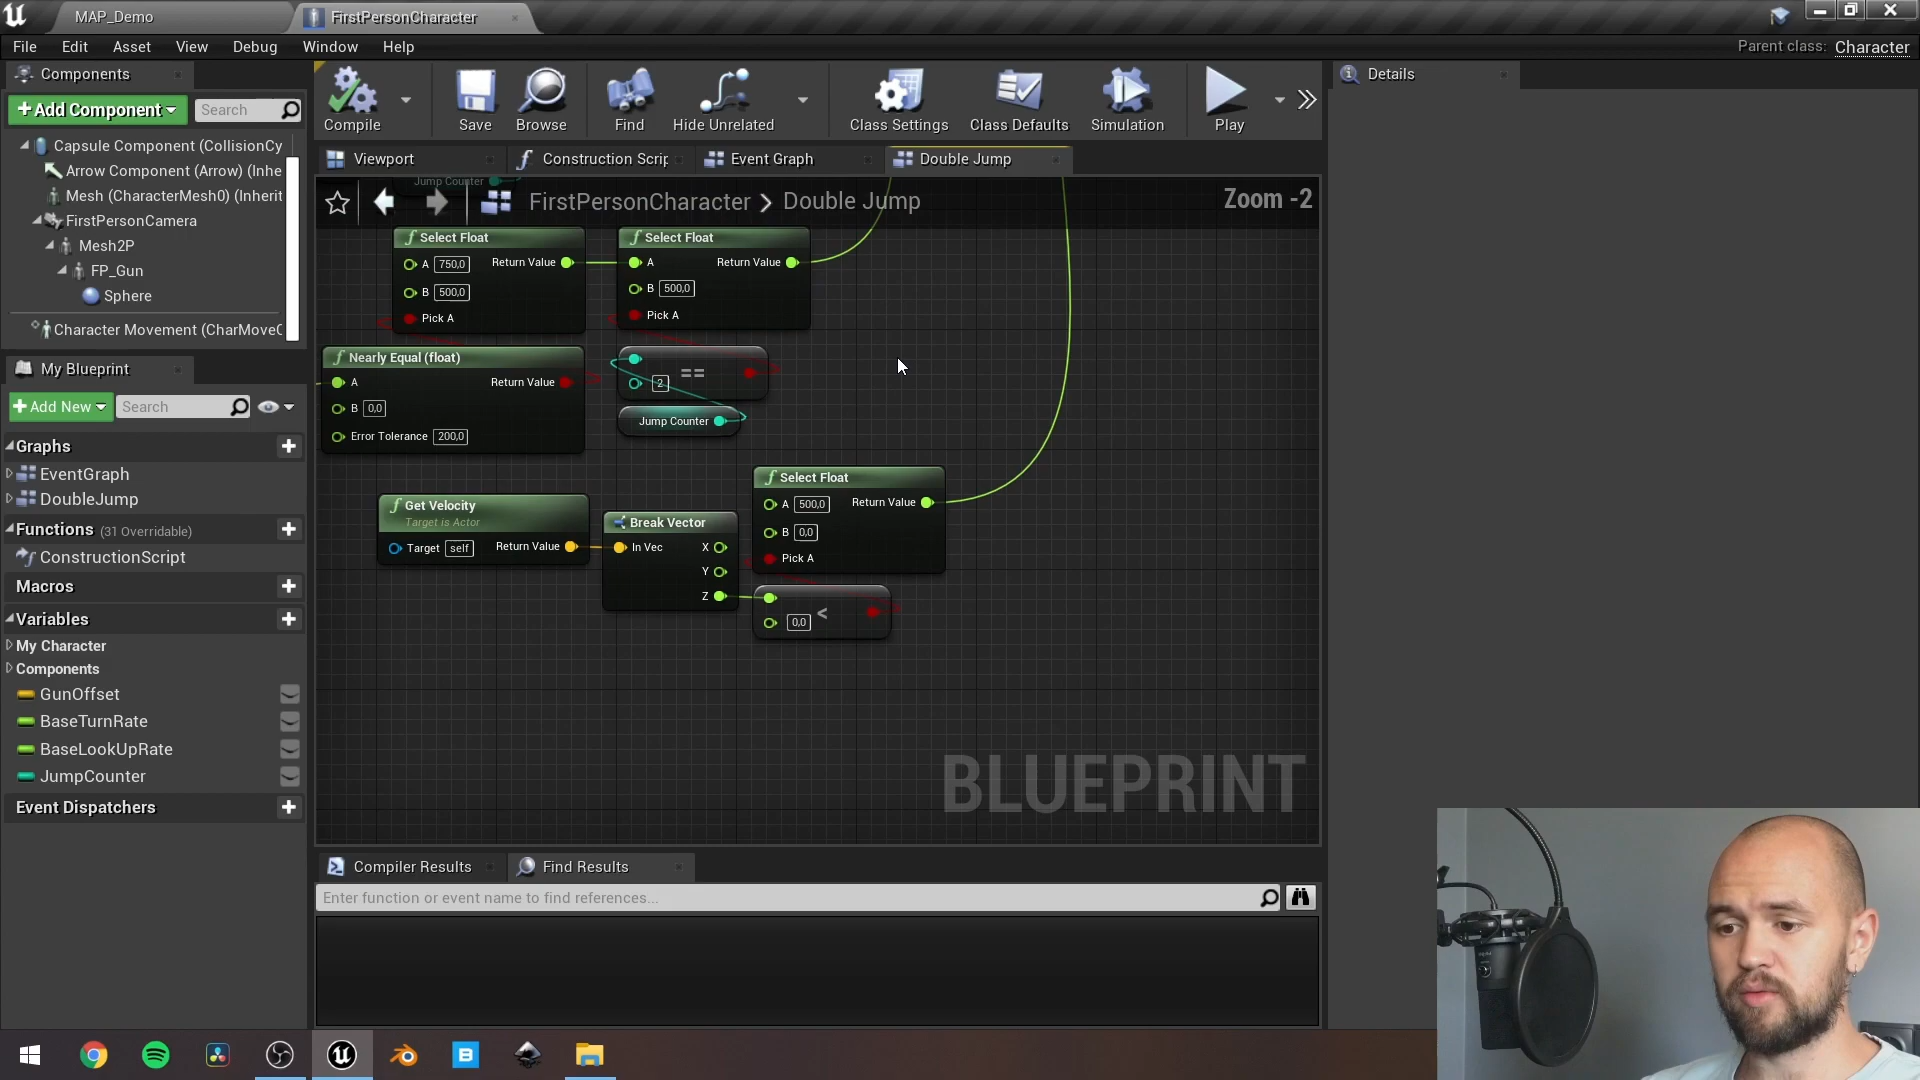 MAP_Demo
FirstPersonCharacter
File Edit Asset View Debug Window Help
Parent class: Character
Components
+Add Component
Search
Capsule Component (CollisionCy
Arrow Component (Arrow) (Inhe
Mesh (CharacterMesh0) (Inherit
FirstPersonCamera
Mesh2P
FP_Gun
Sphere
Character Movement (CharMoveC
My Blueprint
+Add New
Search
Graphs
EventGraph
DoubleJump
Functions (31 Overridable)
ConstructionScript
Macros
Variables
My Character
Components
GunOffset
BaseTurnRate
BaseLookUpRate
JumpCounter
Event Dispatchers
Compile
Save
Browse
Find
Hide Unrelated
Class Settings
Class Defaults
Simulation
Play
Viewport
Construction Scrip
Event Graph
Double Jump
Jump Counter
FirstPersonCharacter > Double Jump
Zoom -2
Select Float
A 750,0 Return Value
B 500,0
Pick A
Select Float
A Return Value
B 500,0
Pick A
Nearly Equal (float)
A Return Value
B 0,0
Error Tolerance 200,0
==
2
Jump Counter
Get Velocity
Target is Actor
Target self Return Value
Break Vector
In Vec X
Y
Z
Select Float
A 500,0 Return Value
B 0,0
Pick A
<
0,0
BLUEPRINT
Compiler Results
Find Results
Enter function or event name to find references...
Details
B